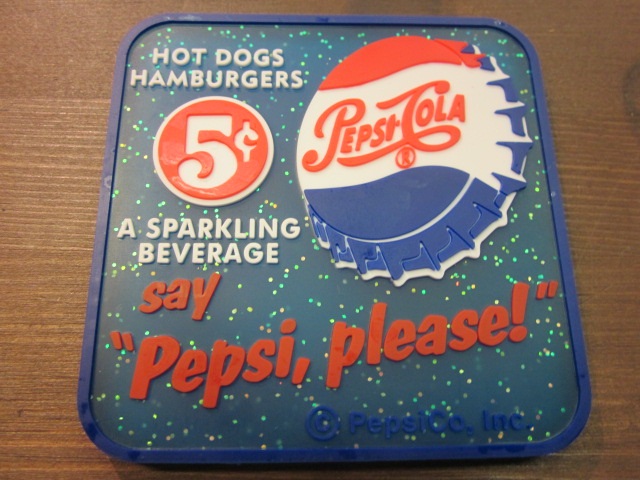 HOT DOGS
HAMBURGERS
5¢
PEPSI-COLA
®
A SPARKLING
BEVERAGE
say
"Pepsi, please!"
© PepsiCo, Inc.